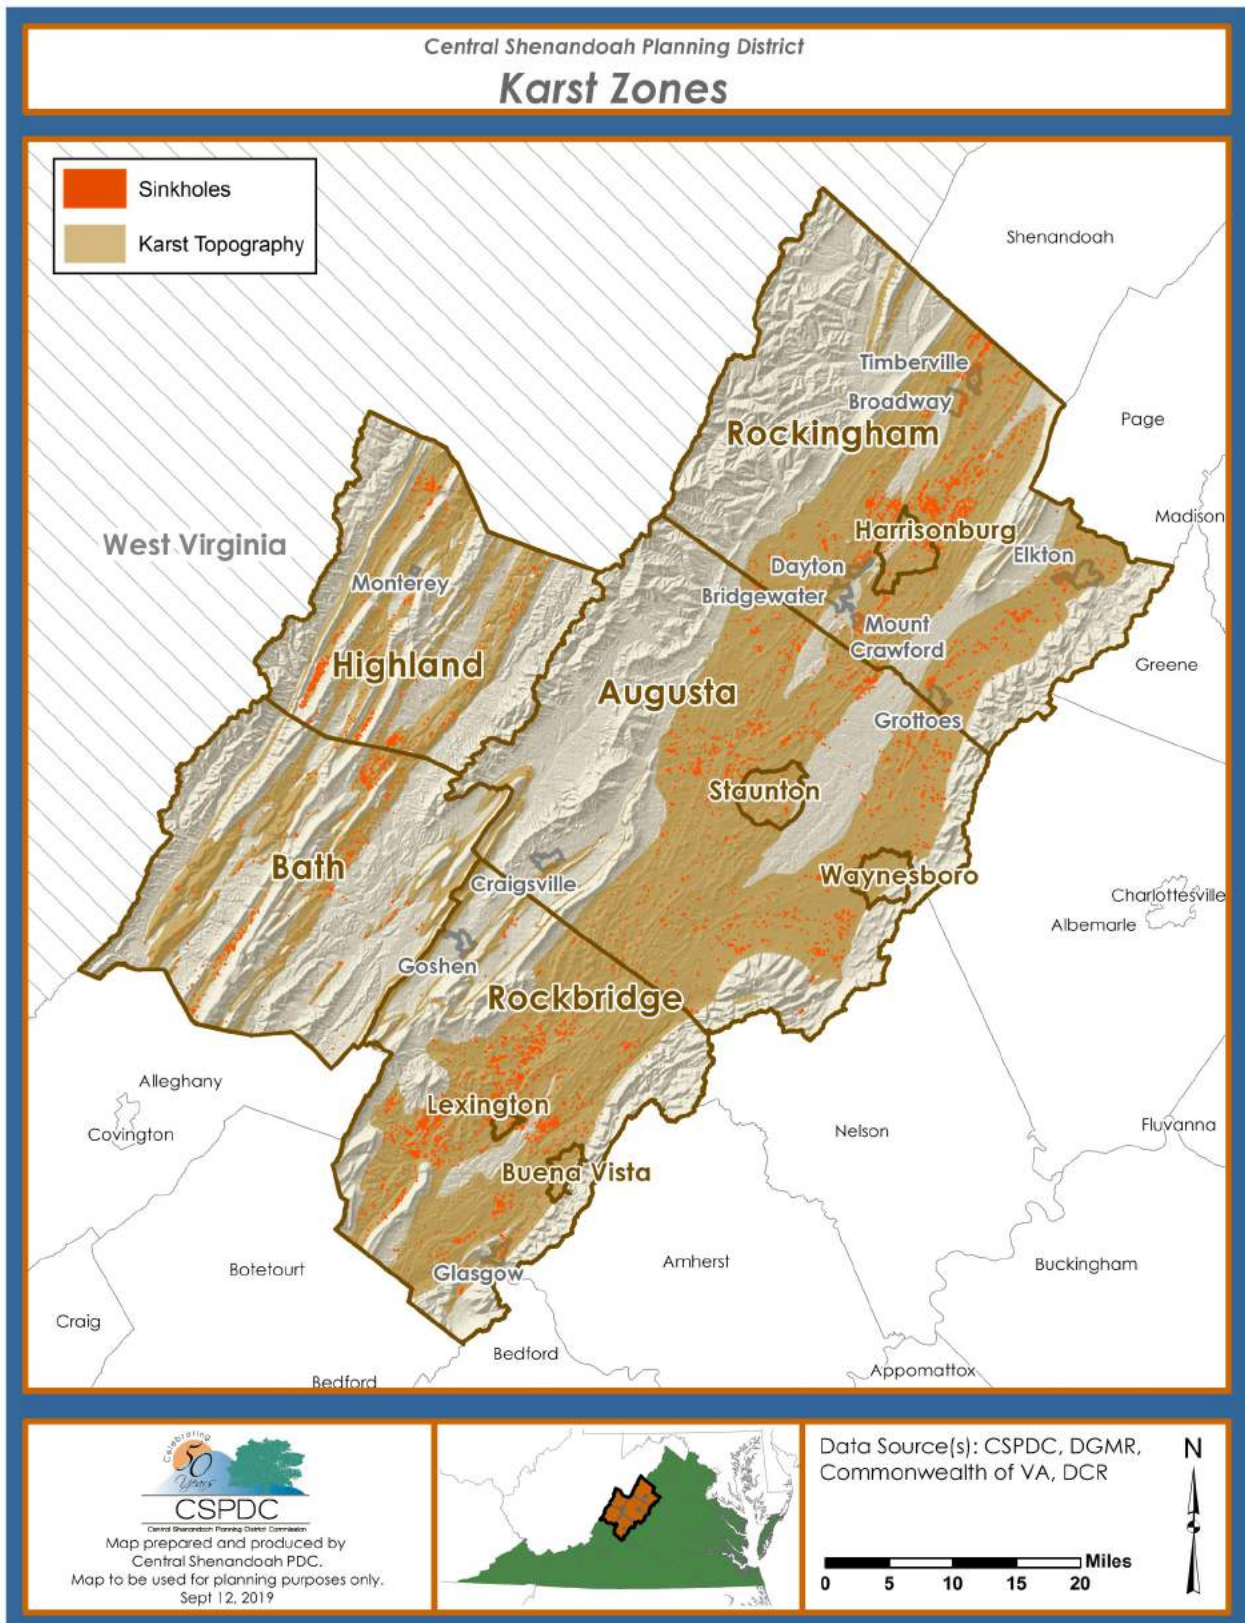 Central Shenandoah Planning District
Karst Zones
Sinkholes
Karst Topography
Shenandoah
Timberville
Broadway
Page
Rockingham
Madison
Harrisonburg
West Virginia
Elkton
Dayton
Monterey
Bridgewater
Mount
Crawford
Highland
Greene
Augusta
Grottoes
Staunton
Bath
Waynesboro
Craigsville
Charlottesville
Albemarle
Goshen
Rockbridge
Alleghany
Lexington
Covington
Nelson
Fluvanna
Buena Vista
Amherst
Buckingham
Botetourt
Glasgow
Craig
Bedford
Appomattox
Bedford
Celebrating
50
Years
CSPDC
Central Shenandoah Planning District Commission
Map prepared and produced by
Central Shenandoah PDC.
Map to be used for planning purposes only.
Sept 12, 2019
Data Source(s): CSPDC, DGMR,
Commonwealth of VA, DCR
N
Miles
0 5 10 15 20